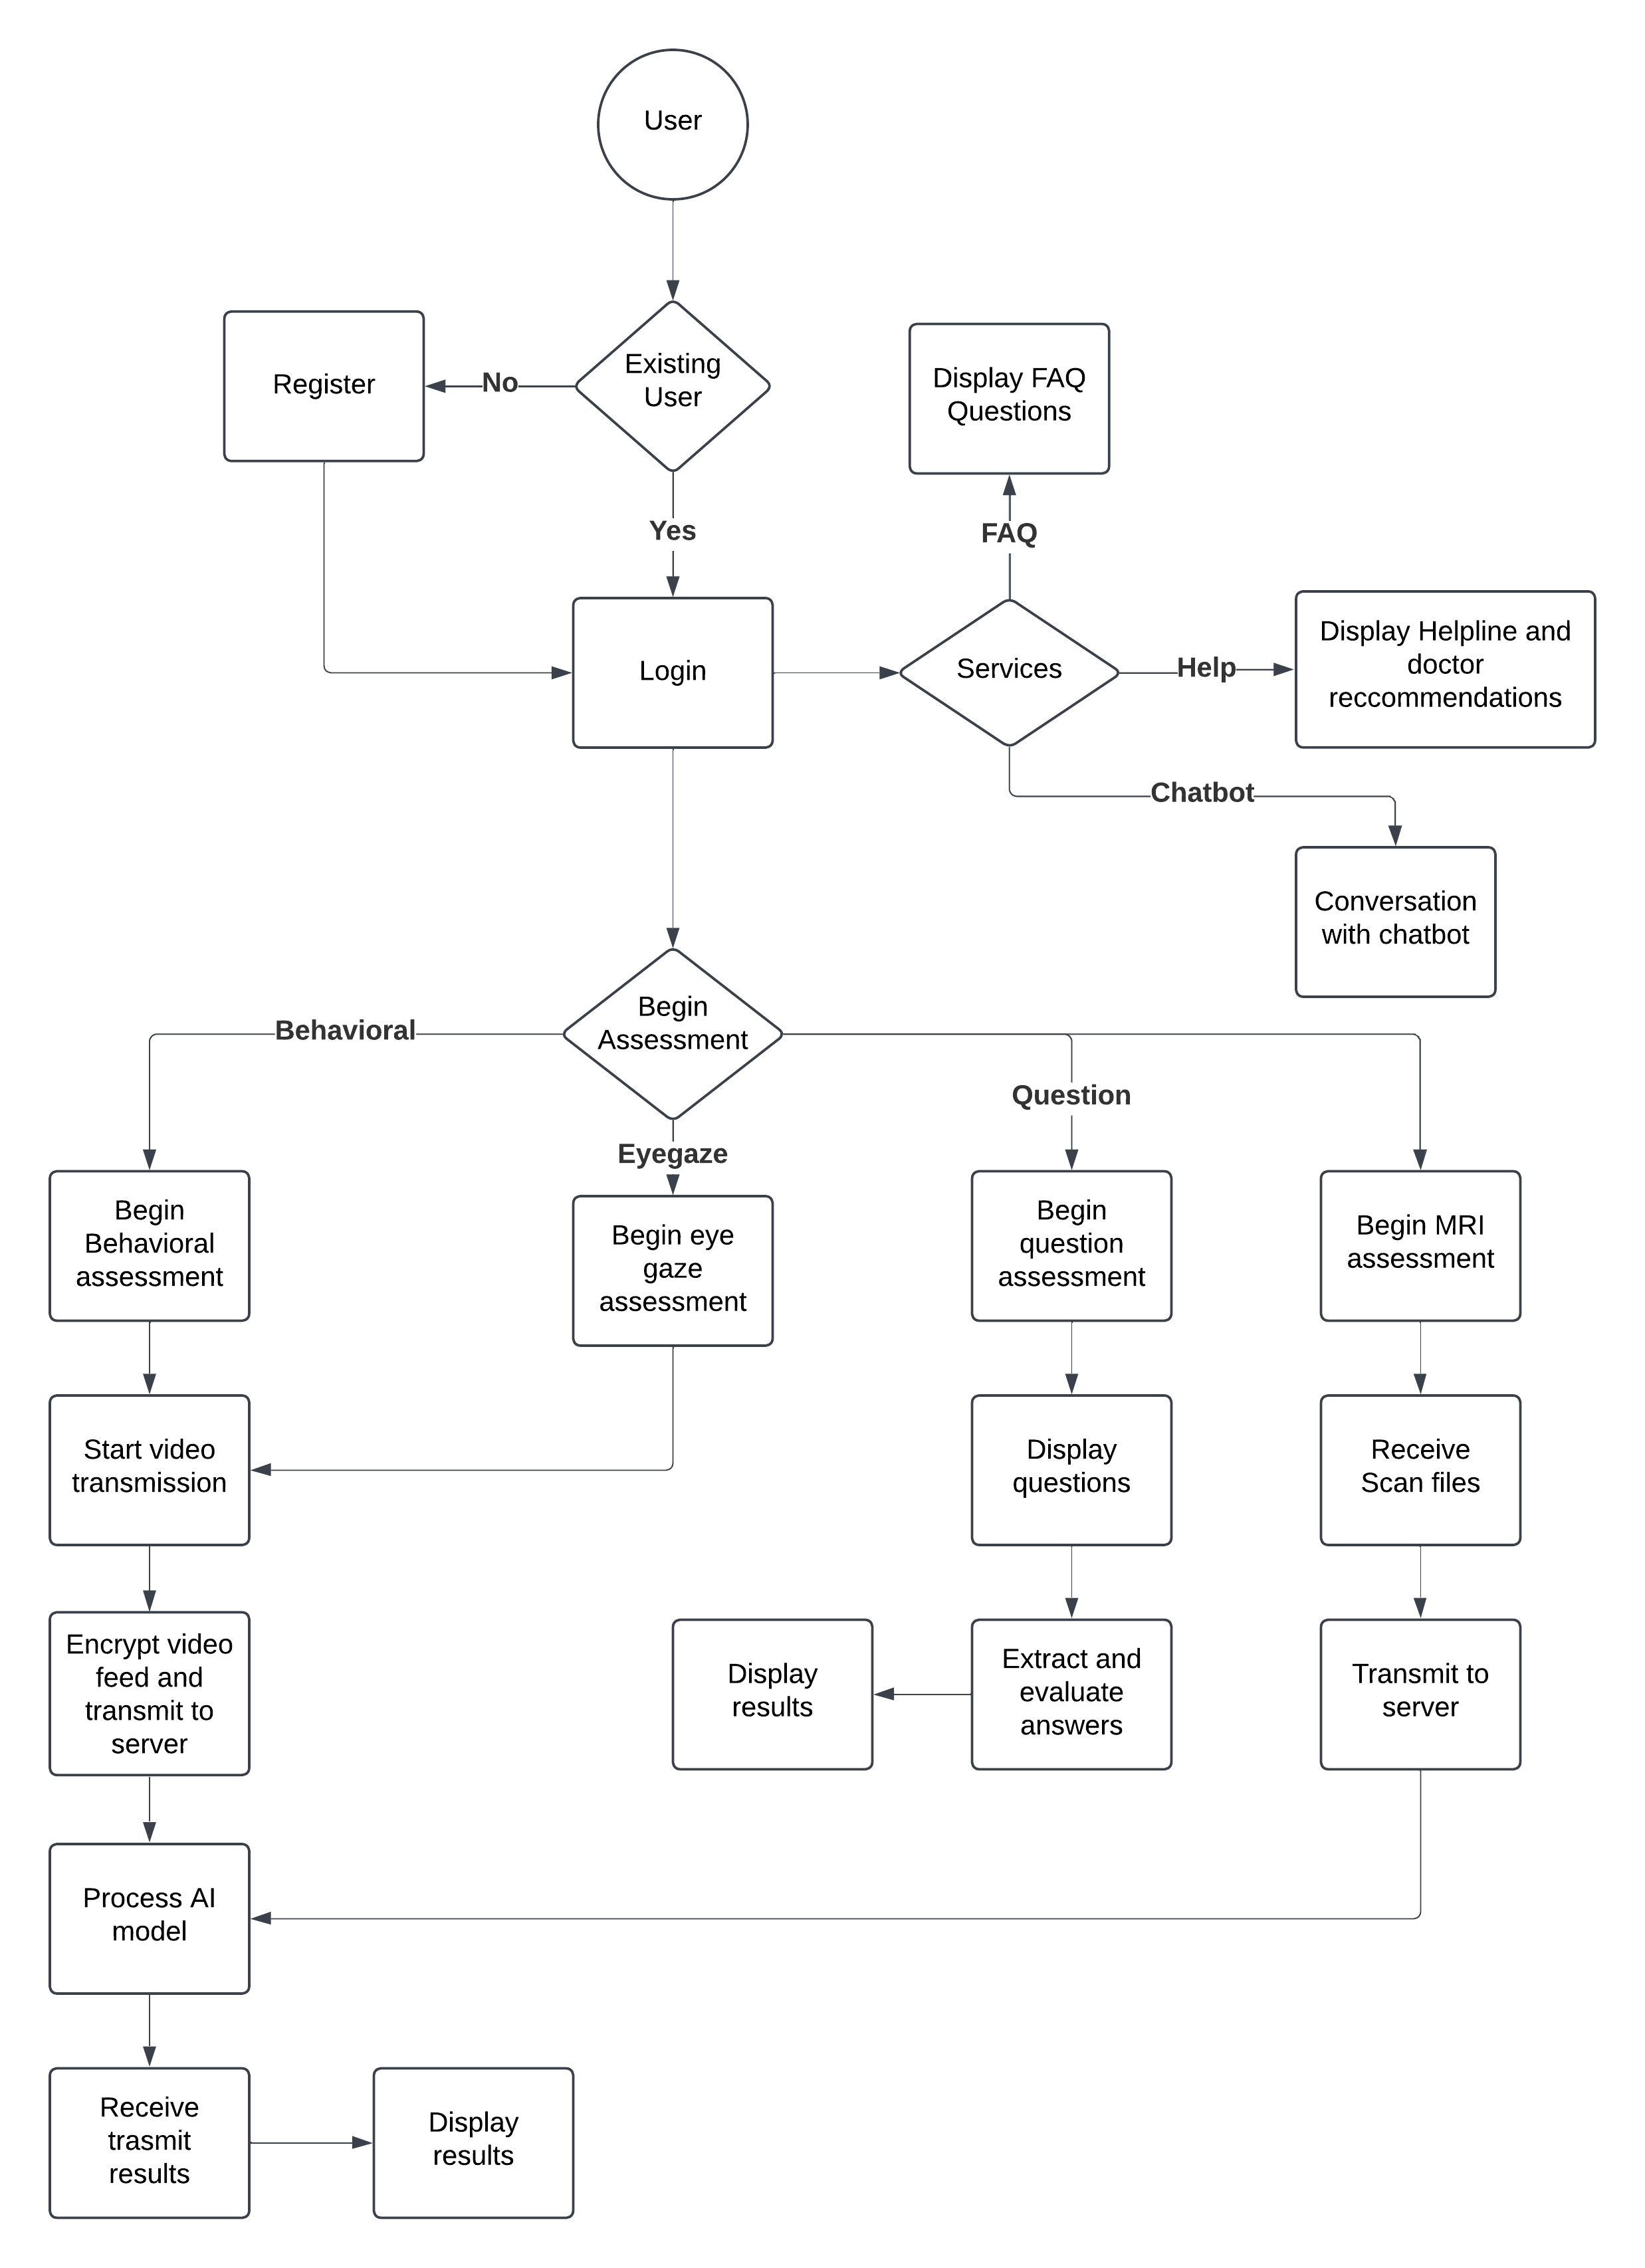 User
Existing
User
No
Register
Display FAQ
Questions
Yes
FAQ
Login
Services
Help
Display Helpline and
doctor
reccommendations
Chatbot
Conversation
with chatbot
Begin
Assessment
Behavioral
Question
Eyegaze
Begin
Behavioral
assessment
Begin eye
gaze
assessment
Begin
question
assessment
Begin MRI
assessment
Start video
transmission
Display
questions
Receive
Scan files
Encrypt video
feed and
transmit to
server
Display
results
Extract and
evaluate
answers
Transmit to
server
Process AI
model
Receive
trasmit
results
Display
results